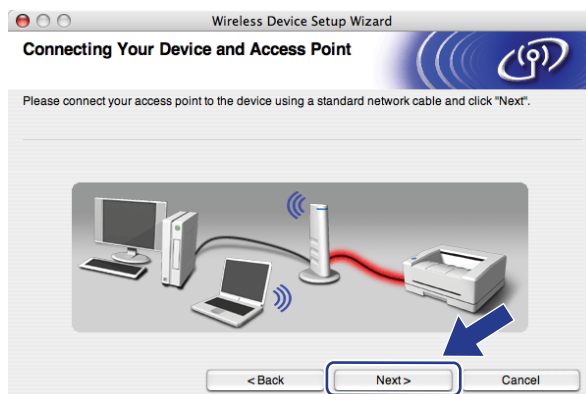 Wireless Device Setup Wizard
Connecting Your Device and Access Point
Please connect your access point to the device using a standard network cable and click "Next".
< Back
Next >
Cancel